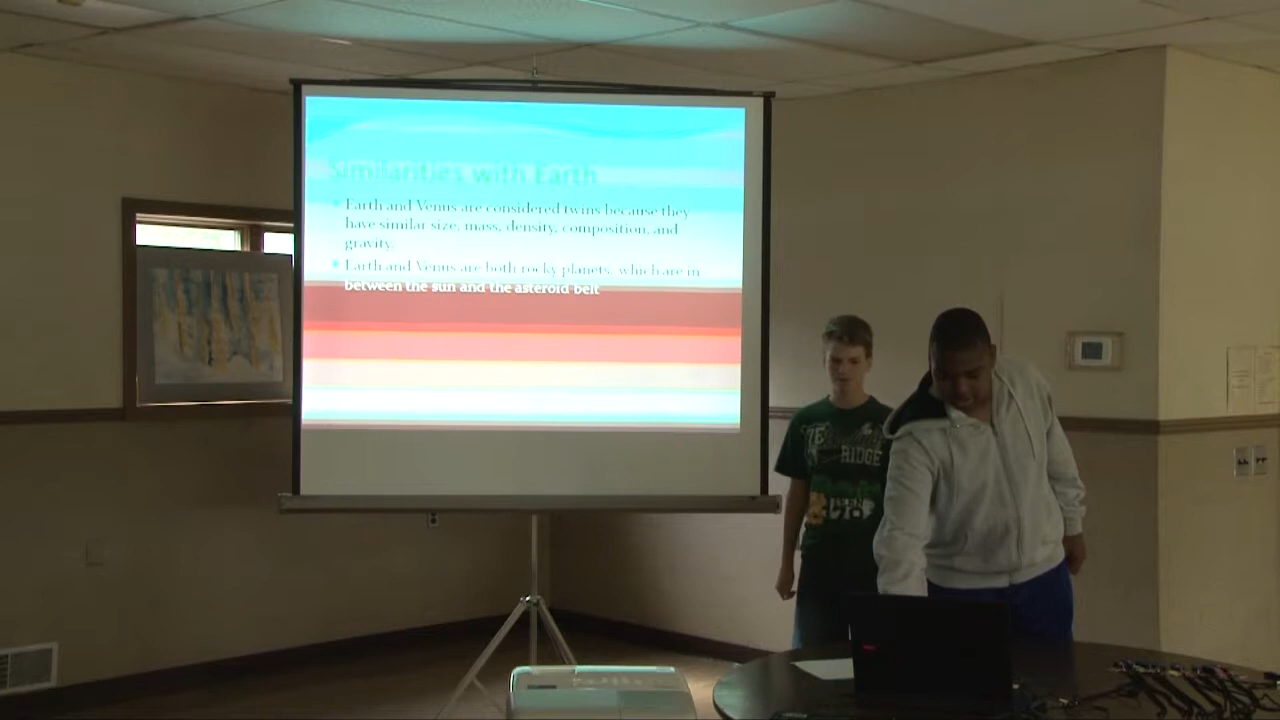 Similarities with Earth
Earth and Venus are considered twins because they
have similar size, mass, density, composition, and
gravity.
Earth and Venus are both rocky planets, which are in
between the sun and the asteroid belt
RIDGE